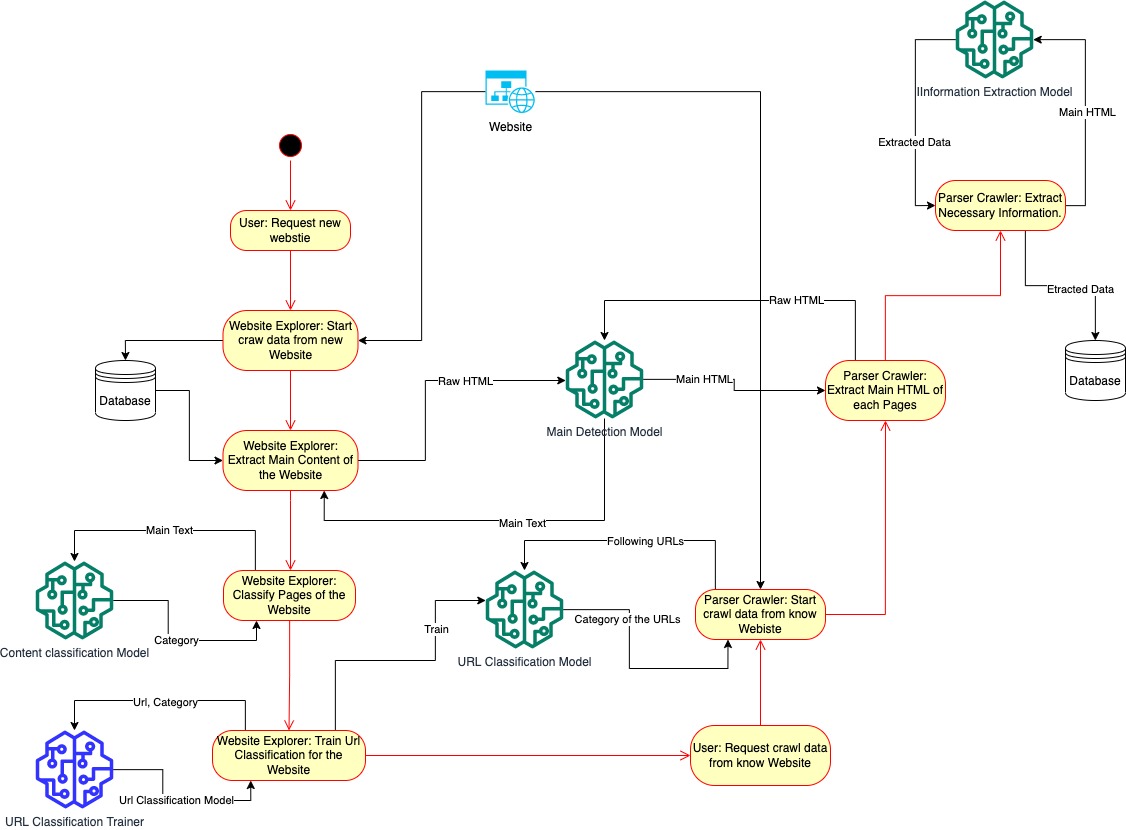 IInformation Extraction Model
Main HTML
Extracted Data
Parser Crawler: Extract
Necessary Information.
Etracted Data
Database
Website
User: Request new
webstie
Website Explorer: Start
craw data from new
Website
Database
Website Explorer:
Extract Main Content of
the Website
Raw HTML
Main Detection Model
Main Text
Raw HTML
Main HTML
Parser Crawler:
Extract Main HTML of
each Pages
Main Text
Website Explorer:
Classify Pages of the
Website
Category
Content classification Model
Following URLs
Train
Category of the URLs
URL Classification Model
Parser Crawler: Start
crawl data from know
Webiste
Url, Category
Website Explorer: Train Url
Classification for the
Website
Url Classification Model
URL Classification Trainer
User: Request crawl data
from know Website